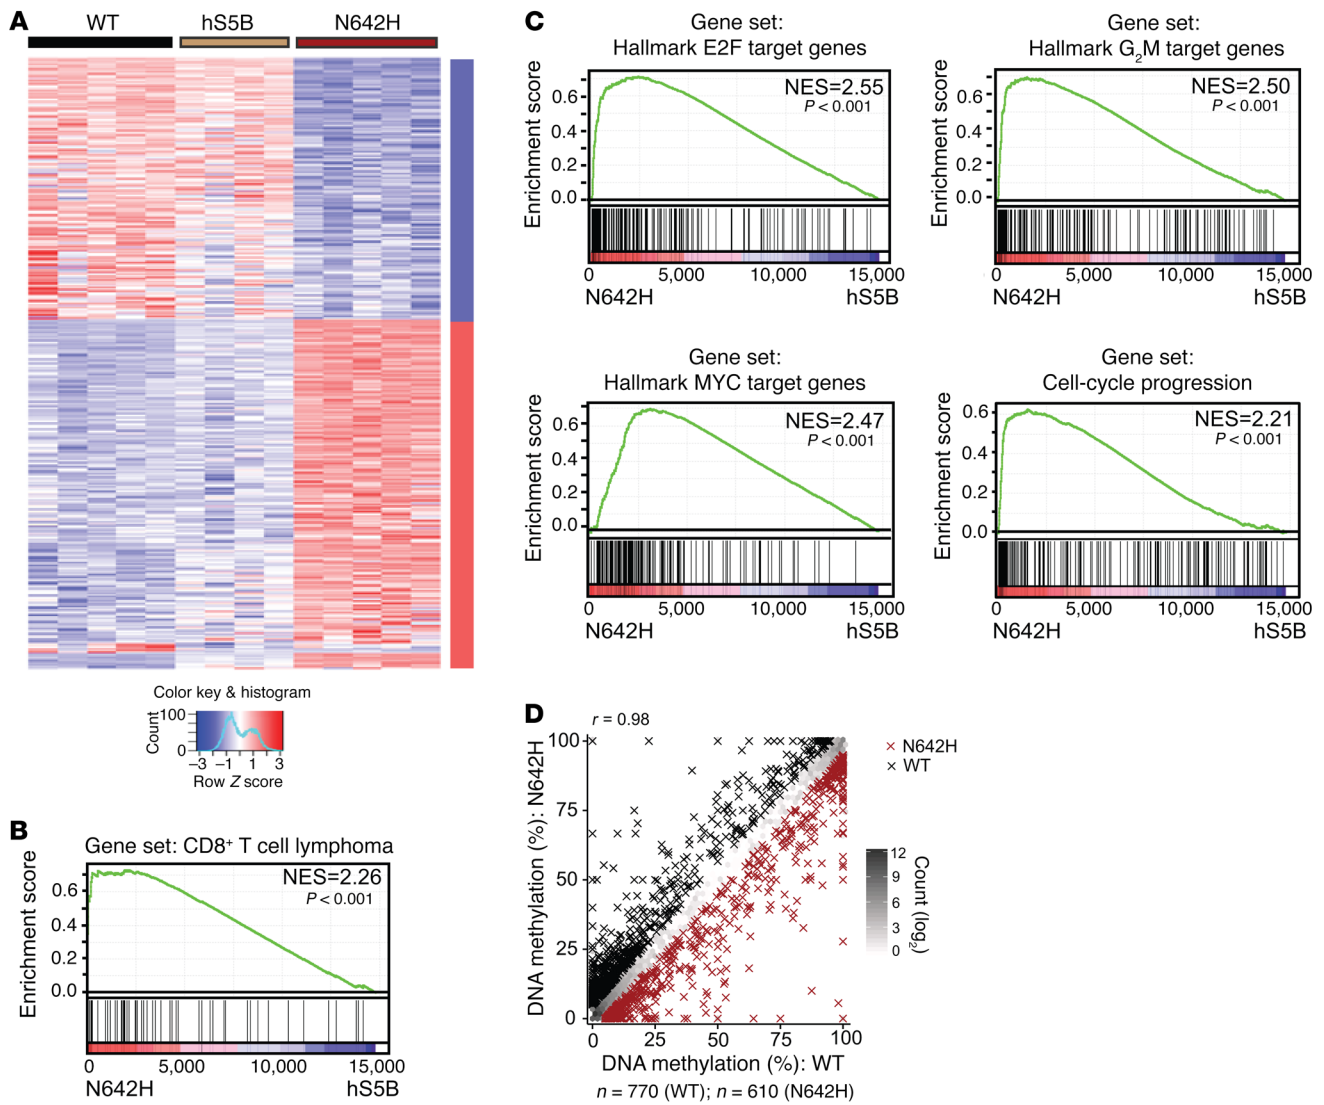 A
WT hS5B N642H
Color key & histogram
Count
100
50
0
−3 −1 1 3
Row Z score
B
Gene set: CD8⁺ T cell lymphoma
Enrichment score
0.6
0.4
0.2
0.0
NES=2.26
P < 0.001
0 5,000 10,000 15,000
N642H hS5B
C
Gene set:
Hallmark E2F target genes
Enrichment score
0.6
0.4
0.2
0.0
NES=2.55
P < 0.001
0 5,000 10,000 15,000
N642H hS5B
Gene set:
Hallmark G₂M target genes
Enrichment score
0.6
0.4
0.2
0.0
NES=2.50
P < 0.001
0 5,000 10,000 15,000
N642H hS5B
Gene set:
Hallmark MYC target genes
Enrichment score
0.6
0.4
0.2
0.0
NES=2.47
P < 0.001
0 5,000 10,000 15,000
N642H hS5B
Gene set:
Cell-cycle progression
Enrichment score
0.6
0.4
0.2
0.0
NES=2.21
P < 0.001
0 5,000 10,000 15,000
N642H hS5B
D
r = 0.98
DNA methylation (%): N642H
100
75
50
25
0
0 25 50 75 100
DNA methylation (%): WT
n = 770 (WT); n = 610 (N642H)
N642H
WT
12
9
6
3
0
Count (log₂)